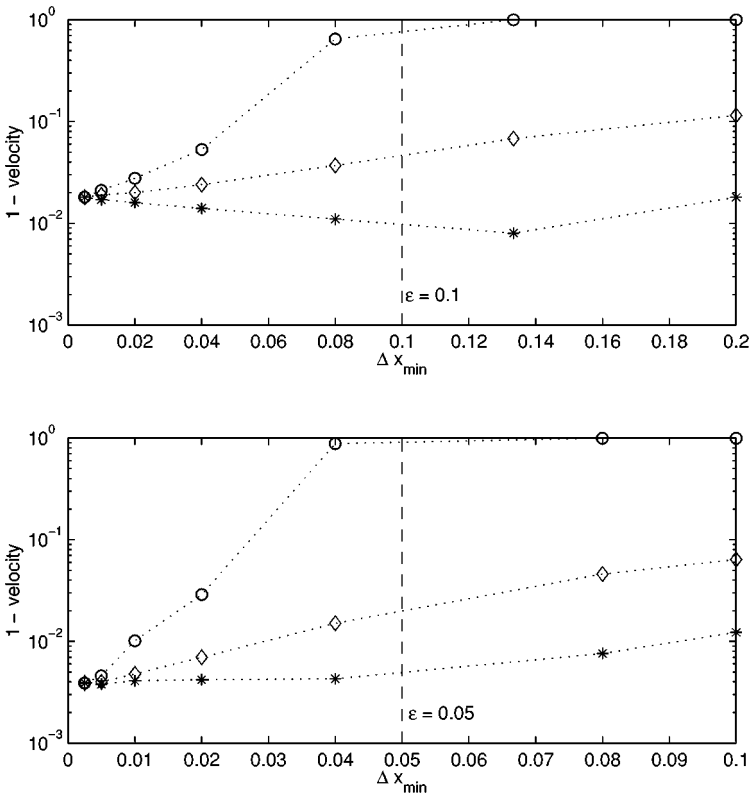 10^0
10^-1
10^-2
10^-3
1 − velocity
ε = 0.1
0 0.02 0.04 0.06 0.08 0.1 0.12 0.14 0.16 0.18 0.2
Δ x_min
10^0
10^-1
10^-2
10^-3
1 − velocity
ε = 0.05
0 0.01 0.02 0.03 0.04 0.05 0.06 0.07 0.08 0.09 0.1
Δ x_min